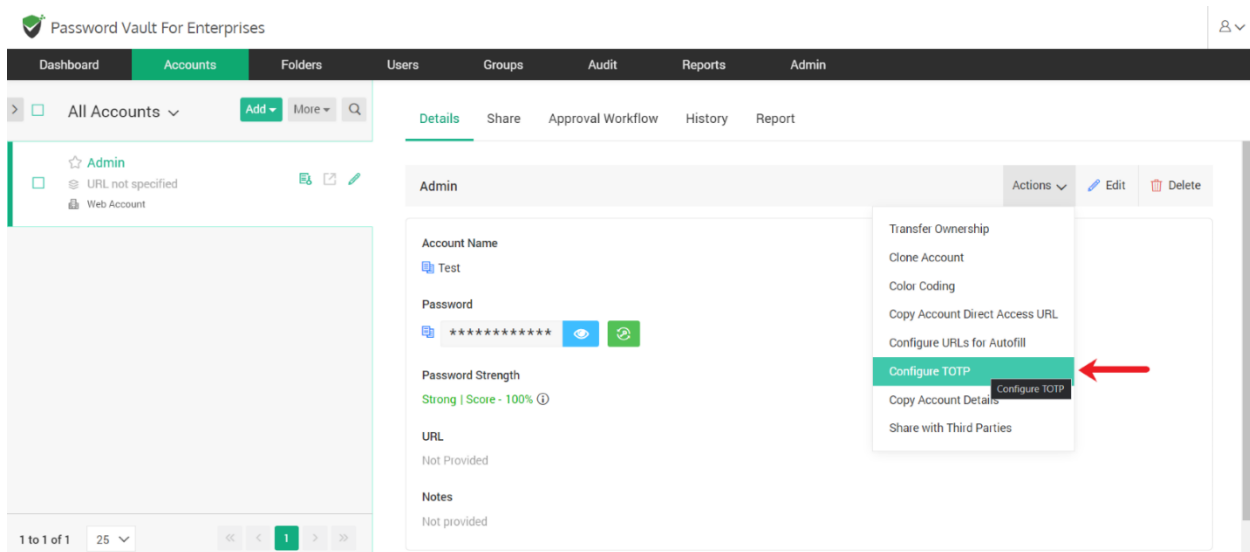 Password Vault For Enterprises
Dashboard Accounts Folders Users Groups Audit Reports Admin
All Accounts Add More
Details Share Approval Workflow History Report
Admin
URL not specified
Web Account
Admin Actions Edit Delete
Transfer Ownership
Clone Account
Color Coding
Copy Account Direct Access URL
Configure URLs for Autofill
Configure TOTP
Configure TOTP
Copy Account Details
Share with Third Parties
Account Name
Test
Password
************
Password Strength
Strong | Score - 100%
URL
Not Provided
Notes
Not provided
1 to 1 of 1 25 « < 1 > »